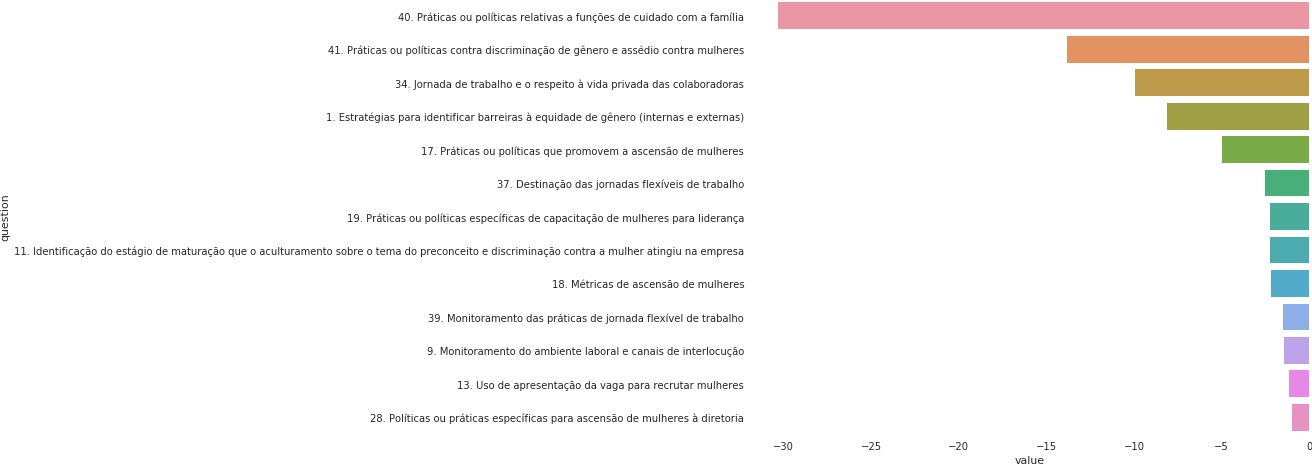 40. Práticas ou políticas relativas a funções de cuidado com a família
41. Práticas ou políticas contra discriminação de gênero e assédio contra mulheres
34. Jornada de trabalho e o respeito à vida privada das colaboradoras
1. Estratégias para identificar barreiras à equidade de gênero (internas e externas)
17. Práticas ou políticas que promovem a ascensão de mulheres
37. Destinação das jornadas flexíveis de trabalho
19. Práticas ou políticas específicas de capacitação de mulheres para liderança
11. Identificação do estágio de maturação que o aculturamento sobre o tema do preconceito e discriminação contra a mulher atingiu na empresa
18. Métricas de ascensão de mulheres
39. Monitoramento das práticas de jornada flexível de trabalho
9. Monitoramento do ambiente laboral e canais de interlocução
13. Uso de apresentação da vaga para recrutar mulheres
28. Políticas ou práticas específicas para ascensão de mulheres à diretoria
question
−30 −25 −20 −15 −10 −5 0
value